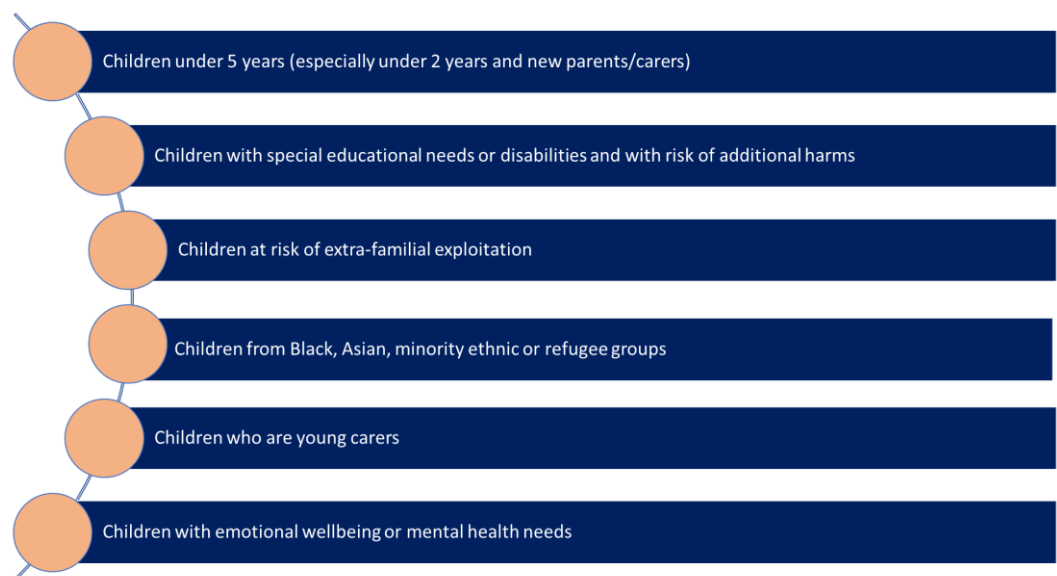 Children under 5 years (especially under 2 years and new parents/carers)
Children with special educational needs or disabilities and with risk of additional harms
Children at risk of extra-familial exploitation
Children from Black, Asian, minority ethnic or refugee groups
Children who are young carers
Children with emotional wellbeing or mental health needs